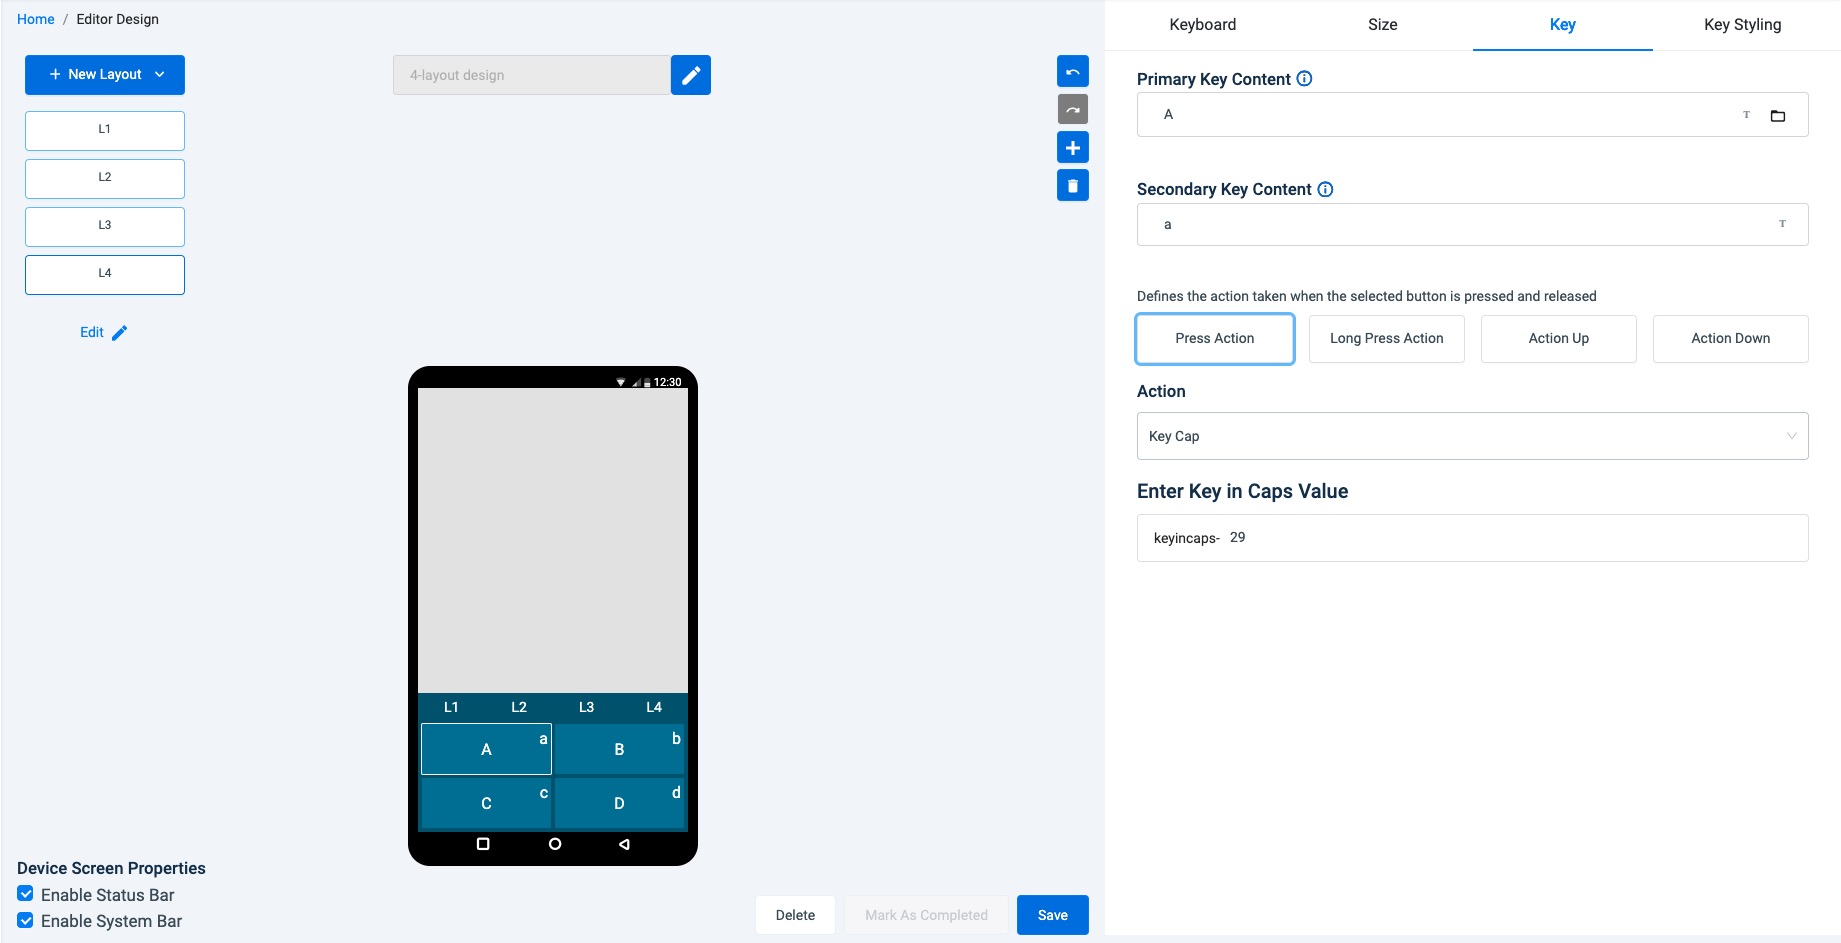 Home / Editor Design
Keyboard
Size
Key
Key Styling
+ New Layout
L1
L2
L3
L4
Edit
4-layout design
12:30
L1 L2 L3 L4
A a B b
C c D d
Device Screen Properties
Enable Status Bar
Enable System Bar
Delete
Mark As Completed
Save
Primary Key Content
A
T
Secondary Key Content
a
T
Defines the action taken when the selected button is pressed and released
Press Action
Long Press Action
Action Up
Action Down
Action
Key Cap
Enter Key in Caps Value
keyincaps- 29